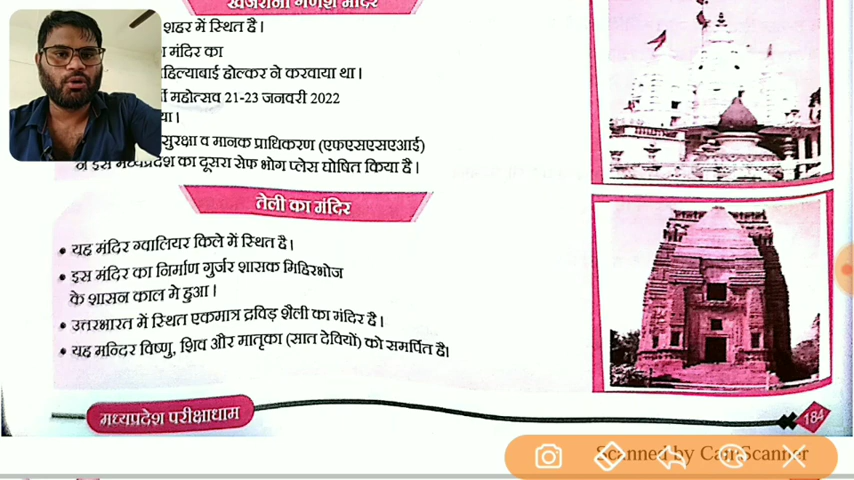 खजराना गणेश मंदिर
शहर में स्थित है।
मंदिर का
हिल्याबाई होल्कर ने करवाया था।
महोत्सव 21-23 जनवरी 2022
या।
सुरक्षा व मानक प्राधिकरण (एफएसएसएआई)
ने इसे मध्यप्रदेश का दूसरा सेफ भोग प्लेस घोषित किया है।
तेली का मंदिर
• यह मंदिर ग्वालियर किले में स्थित है।
• इस मंदिर का निर्माण गुर्जर शासक मिहिरभोज
के शासन काल मे हुआ।
• उत्तरभारत में स्थित एकमात्र द्रविड़ शैली का मंदिर है।
• यह मन्दिर विष्णु, शिव और मातृका (सात देवियों) को समर्पित है।
मध्यप्रदेश परीक्षाधाम
184
Scanned by CamScanner